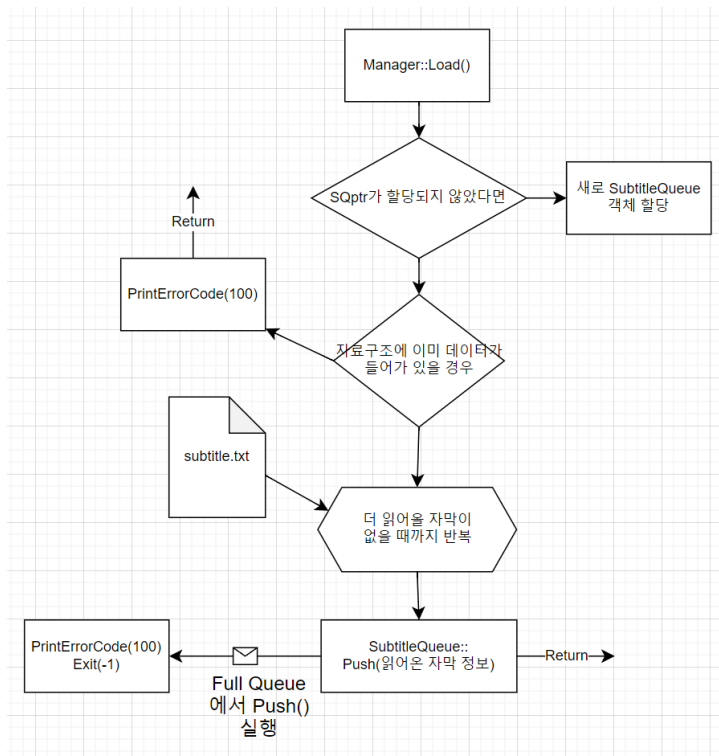 Manager::Load()
SQptr가 할당되지 않았다면
새로 SubtitleQueue
객체 할당
Return
PrintErrorCode(100)
자료구조에 이미 데이터가
들어가 있을 경우
subtitle.txt
더 읽어올 자막이
없을 때까지 반복
PrintErrorCode(100)
Exit(-1)
SubtitleQueue::
Push(읽어온 자막 정보)
Return
Full Queue
에서 Push()
실행